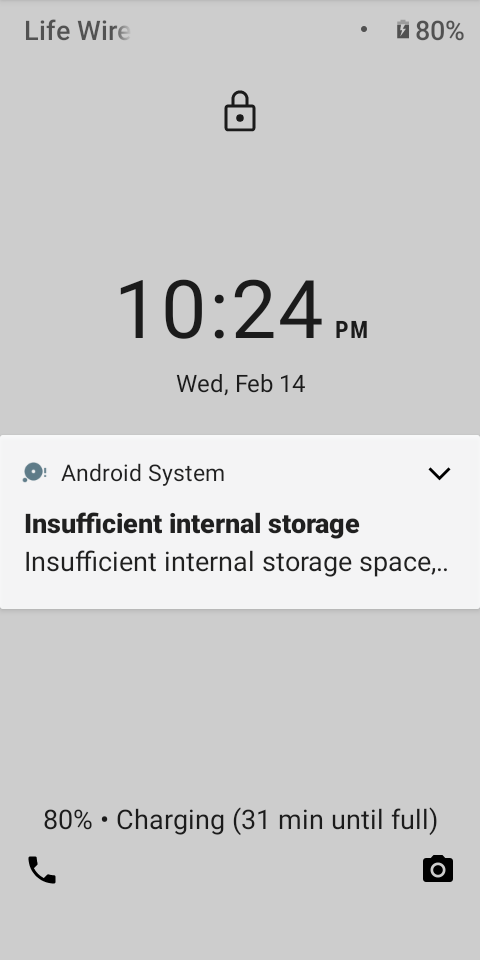 Life Wire
80%
10:24 PM
Wed, Feb 14
Android System
Insufficient internal storage
Insufficient internal storage space,..
80% • Charging (31 min until full)